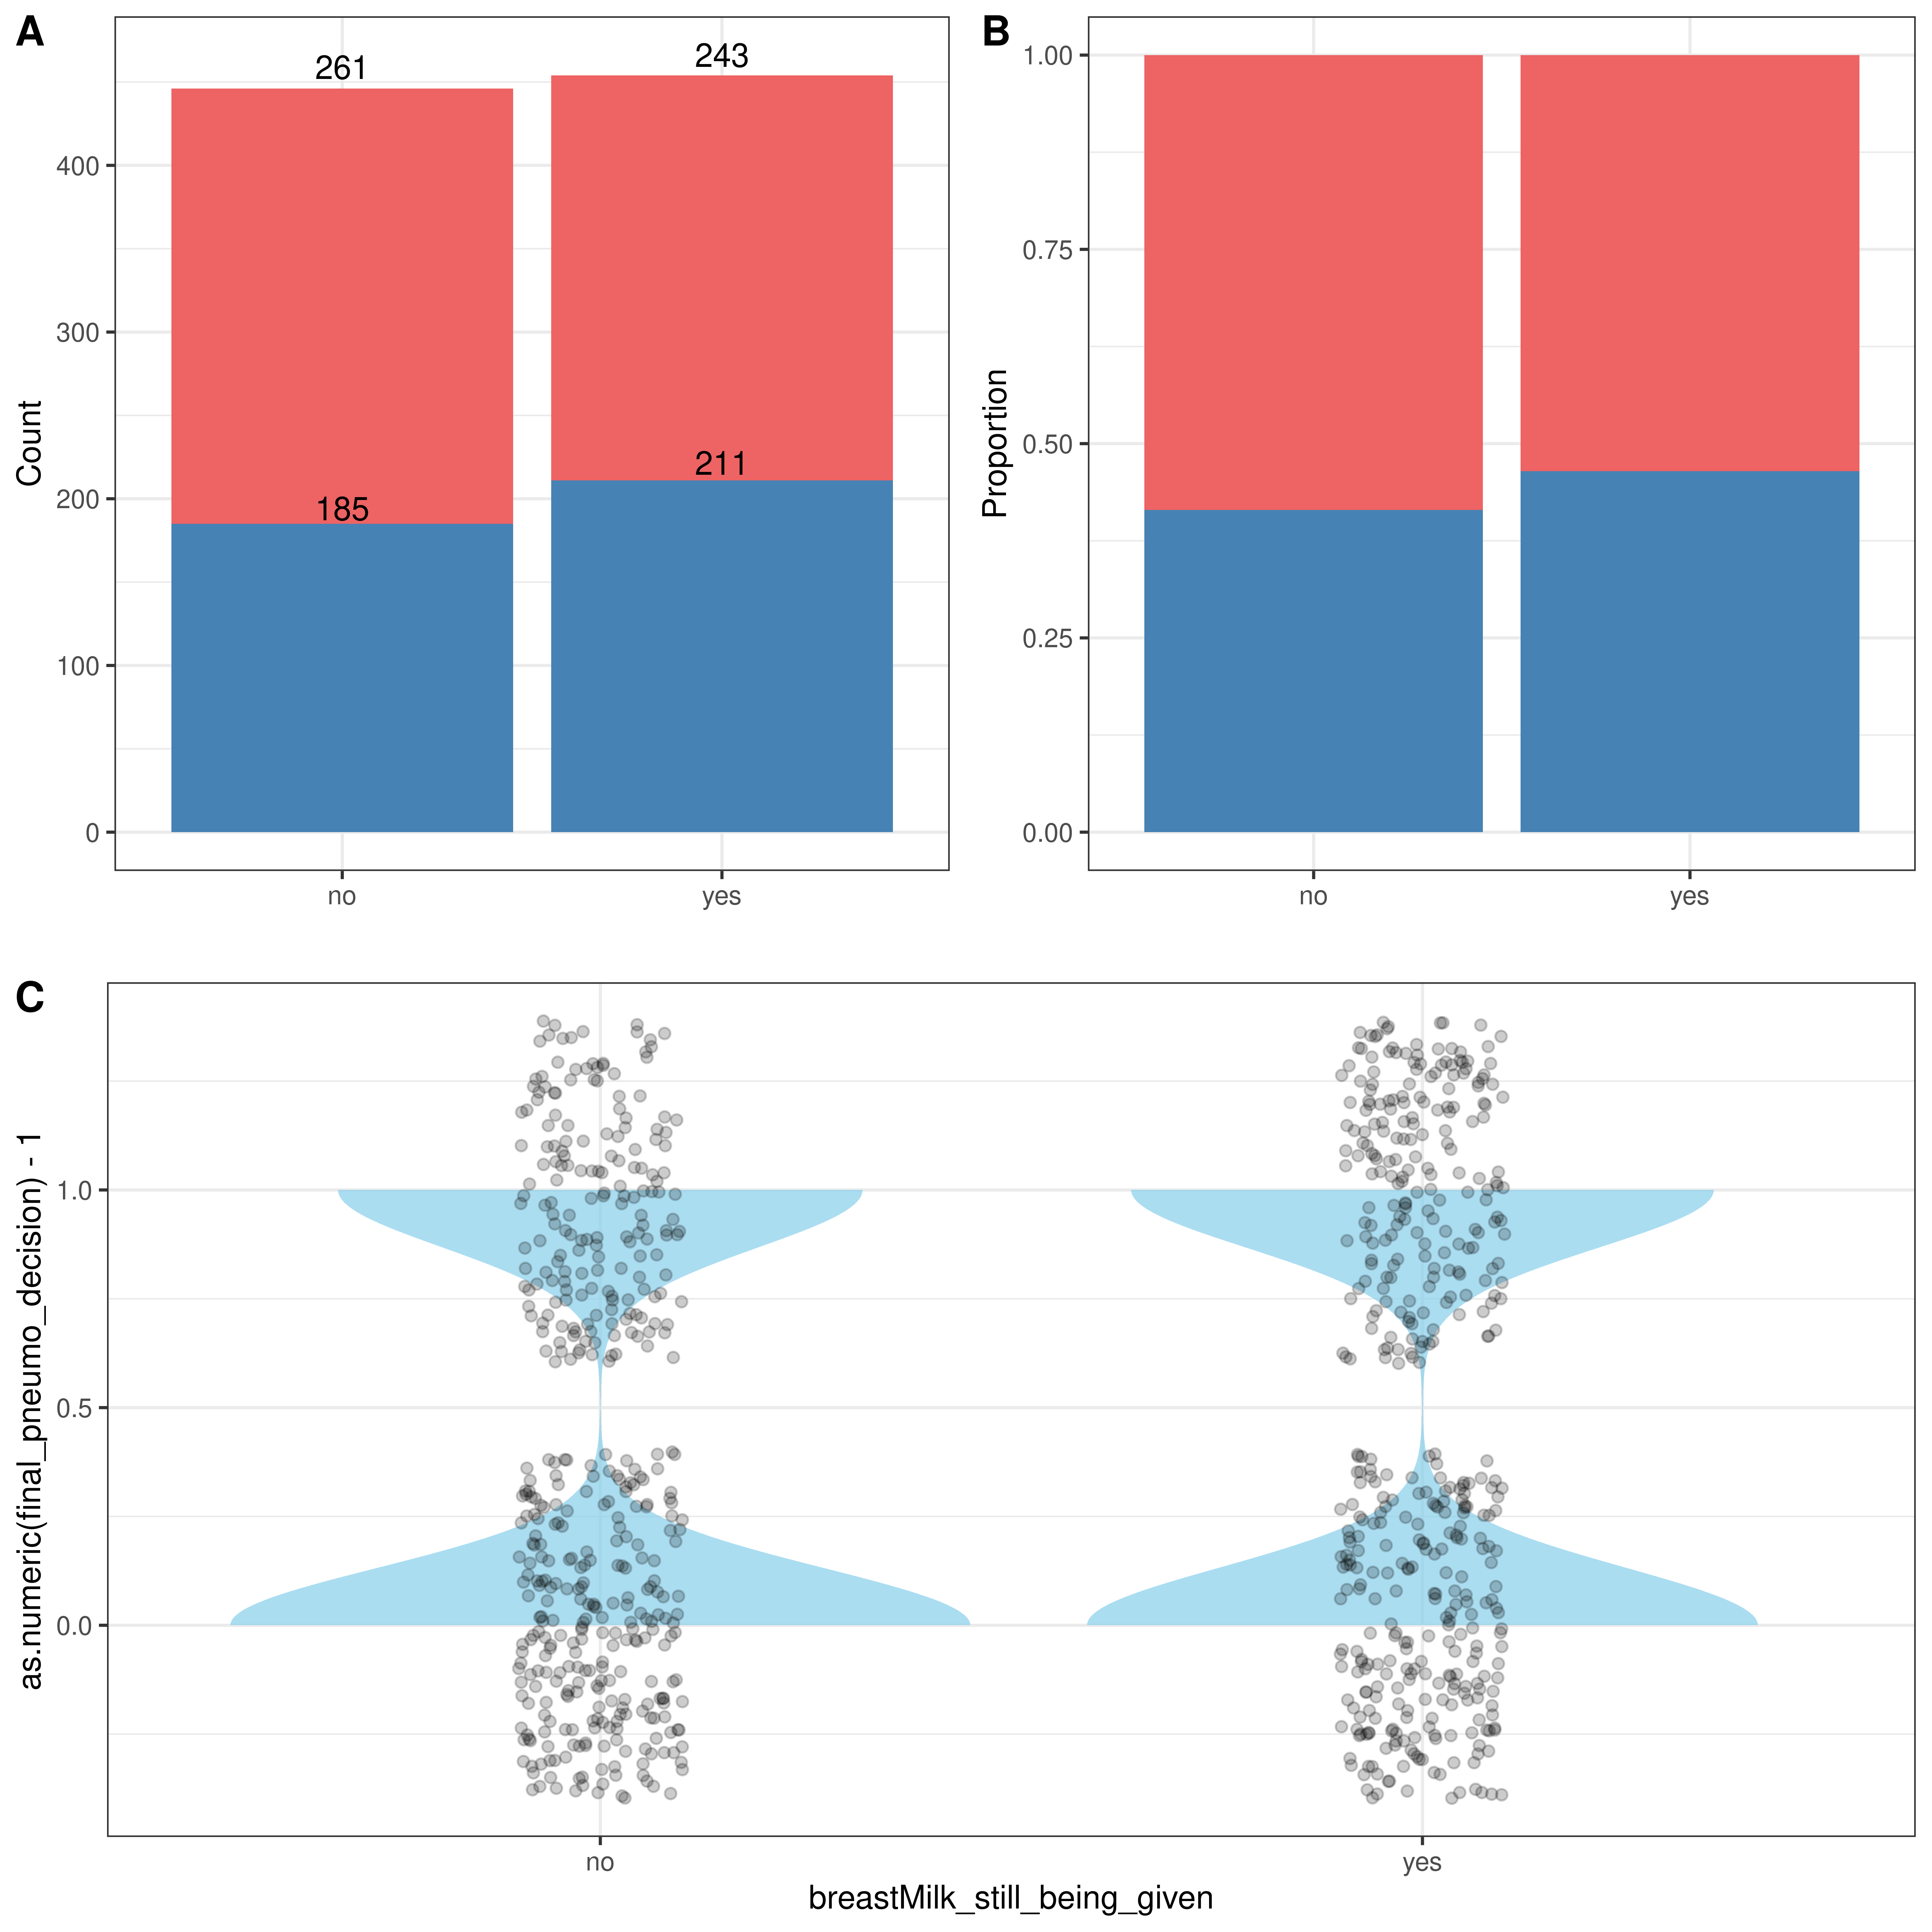 A
261
243
400
300
211
200
185
100
0
Count
no
yes
B
1.00
0.75
0.50
0.25
0.00
Proportion
no
yes
C
1.0
0.5
0.0
as.numeric(final_pneumo_decision) - 1
no
yes
breastMilk_still_being_given